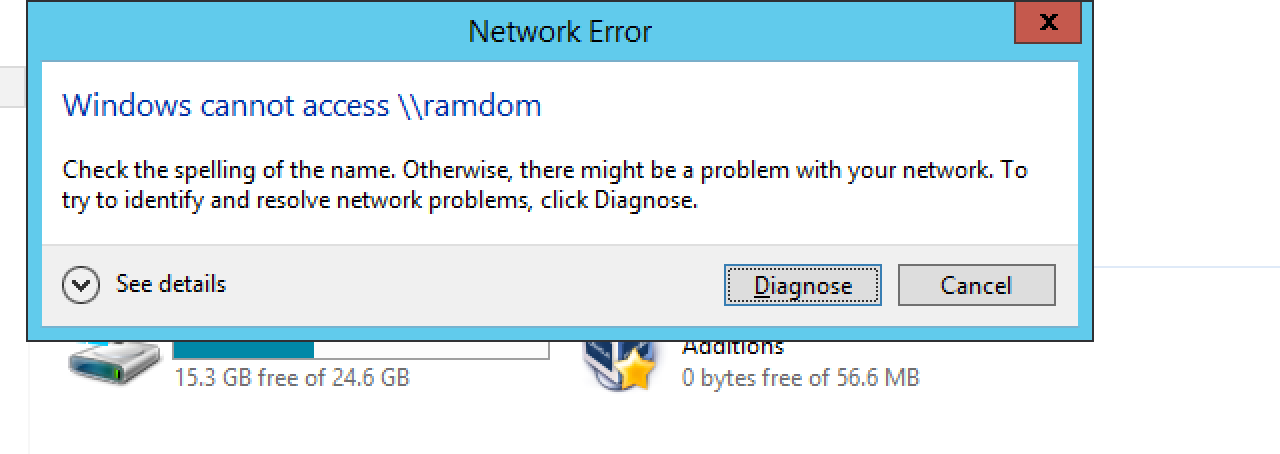 Network Error
x
Windows cannot access \\ramdom
Check the spelling of the name. Otherwise, there might be a problem with your network. To
try to identify and resolve network problems, click Diagnose.
See details
Diagnose
Cancel
Additions
15.3 GB free of 24.6 GB
0 bytes free of 56.6 MB